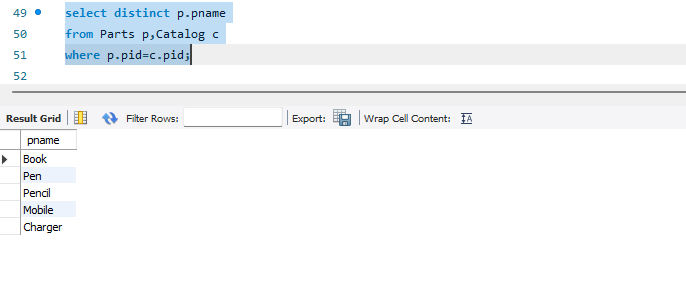 49 select distinct p.pname
50 from Parts p,Catalog c
51 where p.pid=c.pid;
52
Result Grid Filter Rows: Export: Wrap Cell Content:
pname
Book
Pen
Pencil
Mobile
Charger